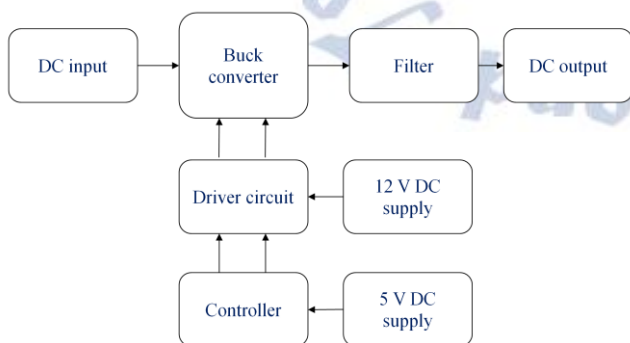 DC input
Buck
converter
Filter
DC output
Driver circuit
12 V DC
supply
Controller
5 V DC
supply